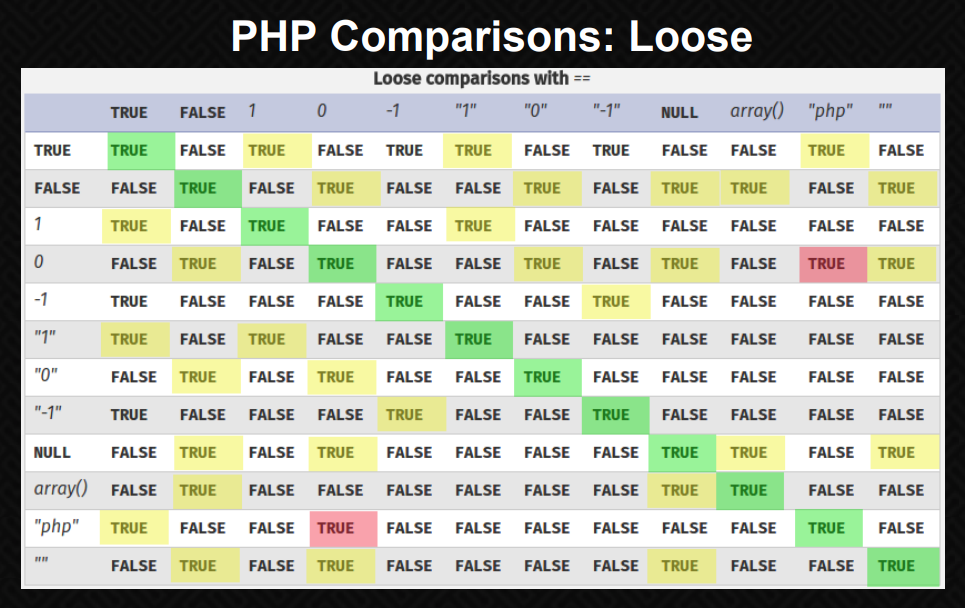 PHP Comparisons: Loose
Loose comparisons with ==
TRUE FALSE 1 0 -1 "1" "0" "-1" NULL array() "php" ""
TRUE TRUE FALSE TRUE FALSE TRUE TRUE FALSE TRUE FALSE FALSE TRUE FALSE
FALSE FALSE TRUE FALSE TRUE FALSE FALSE TRUE FALSE TRUE TRUE FALSE TRUE
1 TRUE FALSE TRUE FALSE FALSE TRUE FALSE FALSE FALSE FALSE FALSE FALSE
0 FALSE TRUE FALSE TRUE FALSE FALSE TRUE FALSE TRUE FALSE TRUE TRUE
-1 TRUE FALSE FALSE FALSE TRUE FALSE FALSE TRUE FALSE FALSE FALSE FALSE
"1" TRUE FALSE TRUE FALSE FALSE TRUE FALSE FALSE FALSE FALSE FALSE FALSE
"0" FALSE TRUE FALSE TRUE FALSE FALSE TRUE FALSE FALSE FALSE FALSE FALSE
"-1" TRUE FALSE FALSE FALSE TRUE FALSE FALSE TRUE FALSE FALSE FALSE FALSE
NULL FALSE TRUE FALSE TRUE FALSE FALSE FALSE FALSE TRUE TRUE FALSE TRUE
array() FALSE TRUE FALSE FALSE FALSE FALSE FALSE FALSE TRUE TRUE FALSE FALSE
"php" TRUE FALSE FALSE TRUE FALSE FALSE FALSE FALSE FALSE FALSE TRUE FALSE
"" FALSE TRUE FALSE TRUE FALSE FALSE FALSE FALSE TRUE FALSE FALSE TRUE